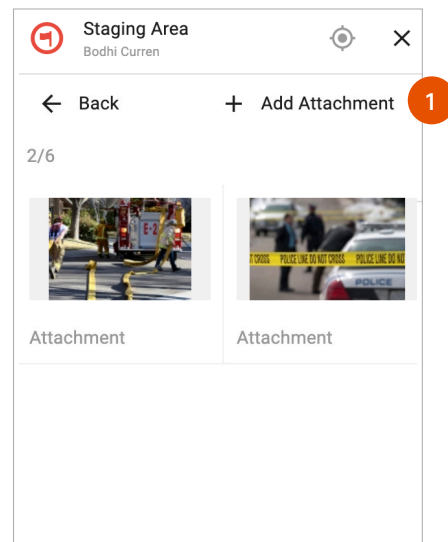 Staging Area
Bodhi Curren
Back
+ Add Attachment
1
2/6
E-2
T CROSS POLICE LINE DO NOT CROSS POLICE LINE DO NOT
POLICE
Attachment
Attachment